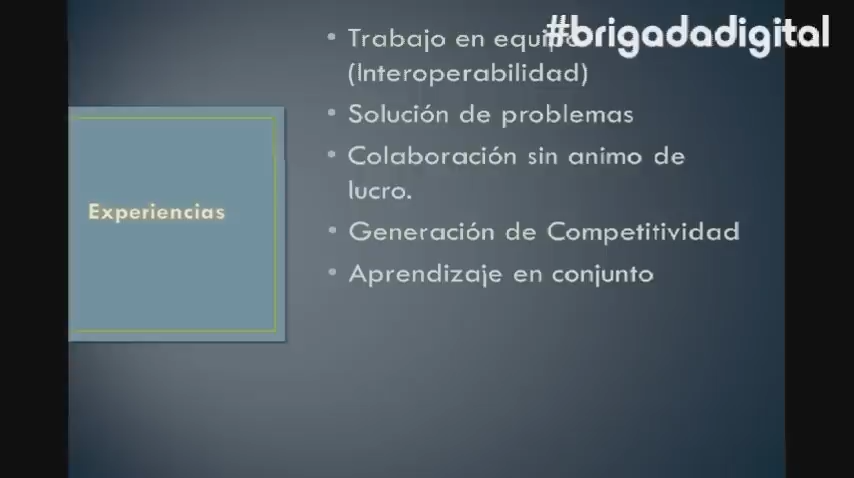 #brigadadigital
• Trabajo en equipo
(Interoperabilidad)
• Solución de problemas
• Colaboración sin animo de
lucro.
• Generación de Competitividad
• Aprendizaje en conjunto
Experiencias